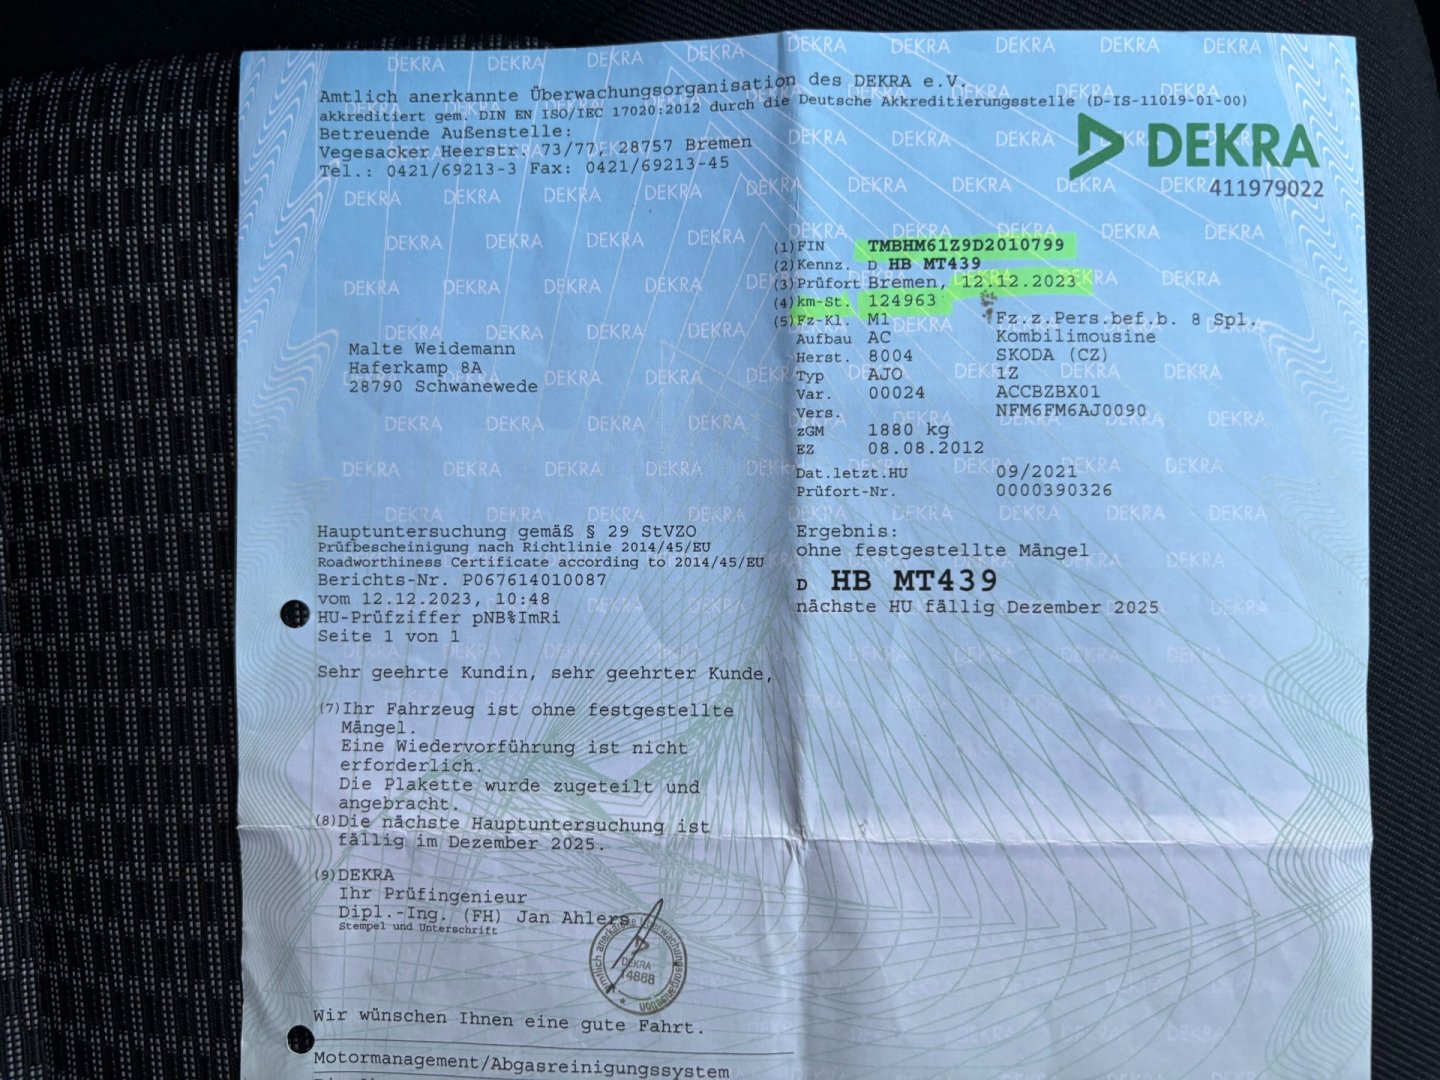 Amtlich anerkannte Überwachungsorganisation des DEKRA e.V.
akkreditiert gem. DIN EN ISO/IEC 17020:2012 durch die Deutsche Akkreditierungsstelle (D-IS-11019-01-00)
Betreuende Außenstelle:
Vegesacker Heerstr. 73/77, 28757 Bremen
Tel.: 0421/69213-3 Fax: 0421/69213-45
DEKRA
411979022
(1) FIN TMBHM61Z9D2010799
(2) Kennz. D HB MT439
(3) Prüfort Bremen, 12.12.2023
(4) km-St. 124963
(5) Fz-Kl. M1 Fz.z.Pers.bef.b. 8 Spl.
Aufbau AC Kombilimousine
Herst. 8004 SKODA (CZ)
Typ AJO 1Z
Var. 00024 ACCBZBX01
Vers. NFM6FM6AJ0090
zGM 1880 kg
EZ 08.08.2012
Dat.letzt.HU 09/2021
Prüfort-Nr. 0000390326
Malte Weidemann
Haferkamp 8A
28790 Schwanewede
Hauptuntersuchung gemäß § 29 StVZO
Prüfbescheinigung nach Richtlinie 2014/45/EU
Roadworthiness Certificate according to 2014/45/EU
Berichts-Nr. P067614010087
vom 12.12.2023, 10:48
HU-Prüfziffer pNB%ImRi
Seite 1 von 1
Ergebnis:
ohne festgestellte Mängel
D HB MT439
nächste HU fällig Dezember 2025
Sehr geehrte Kundin, sehr geehrter Kunde,
(7) Ihr Fahrzeug ist ohne festgestellte
Mängel.
Eine Wiedervorführung ist nicht
erforderlich.
Die Plakette wurde zugeteilt und
angebracht.
(8) Die nächste Hauptuntersuchung ist
fällig im Dezember 2025.
(9) DEKRA
Ihr Prüfingenieur
Dipl.-Ing. (FH) Jan Ahlers
Stempel und Unterschrift
Amtlich anerkannte Überwachungsorganisation
DEKRA
14688
Wir wünschen Ihnen eine gute Fahrt.
Motormanagement/Abgasreinigungssystem